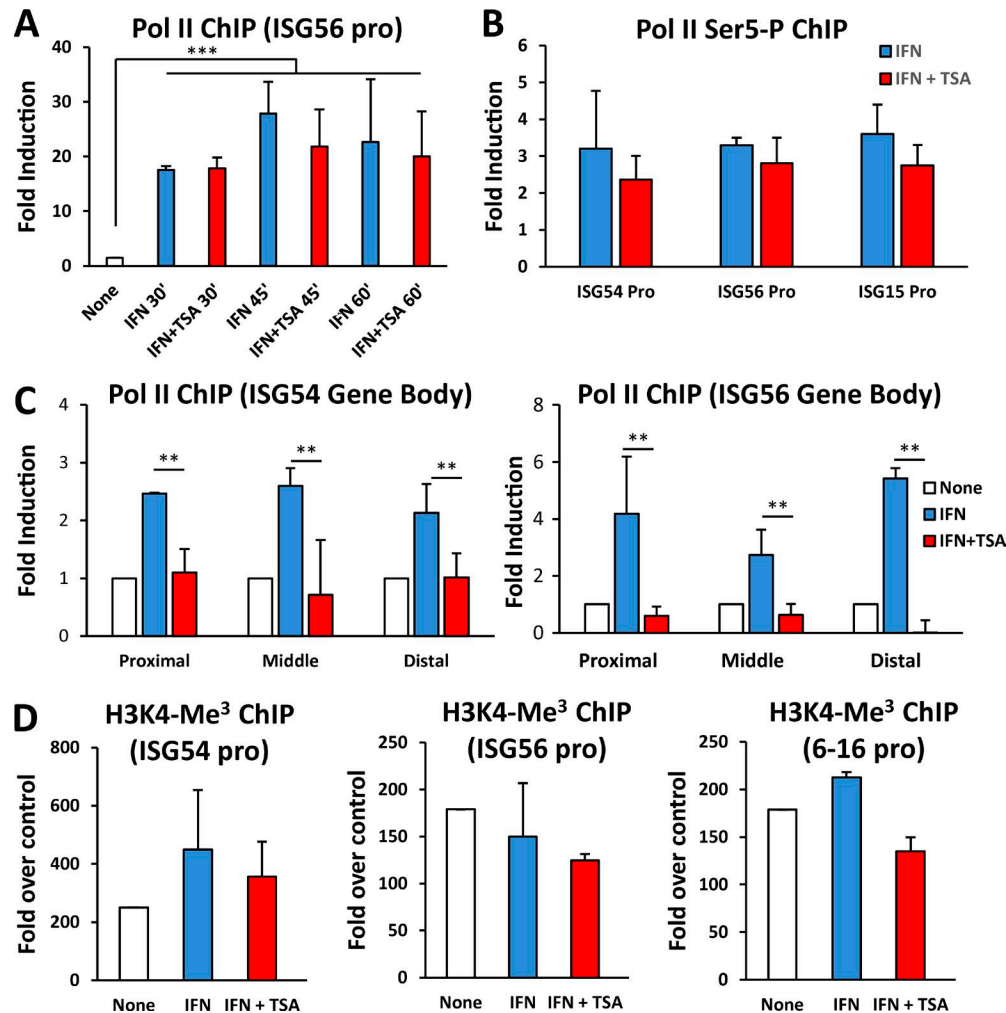 A
Pol II ChIP (ISG56 pro)
***
Fold Induction
40
30
20
10
0
None
IFN 30'
IFN+TSA 30'
IFN 45'
IFN+TSA 45'
IFN 60'
IFN+TSA 60'
B
Pol II Ser5-P ChIP
IFN
IFN + TSA
Fold Induction
6
5
4
3
2
1
0
ISG54 Pro
ISG56 Pro
ISG15 Pro
C
Pol II ChIP (ISG54 Gene Body)
Fold Induction
4
3
2
1
0
**
**
**
Proximal
Middle
Distal
Pol II ChIP (ISG56 Gene Body)
Fold Induction
8
6
4
2
0
**
**
**
None
IFN
IFN+TSA
Proximal
Middle
Distal
D
H3K4-Me³ ChIP
(ISG54 pro)
Fold over control
800
600
400
200
0
None
IFN
IFN + TSA
H3K4-Me³ ChIP
(ISG56 pro)
Fold over control
250
200
150
100
50
0
None
IFN
IFN + TSA
H3K4-Me³ ChIP
(6-16 pro)
Fold over control
250
200
150
100
50
0
None
IFN
IFN + TSA